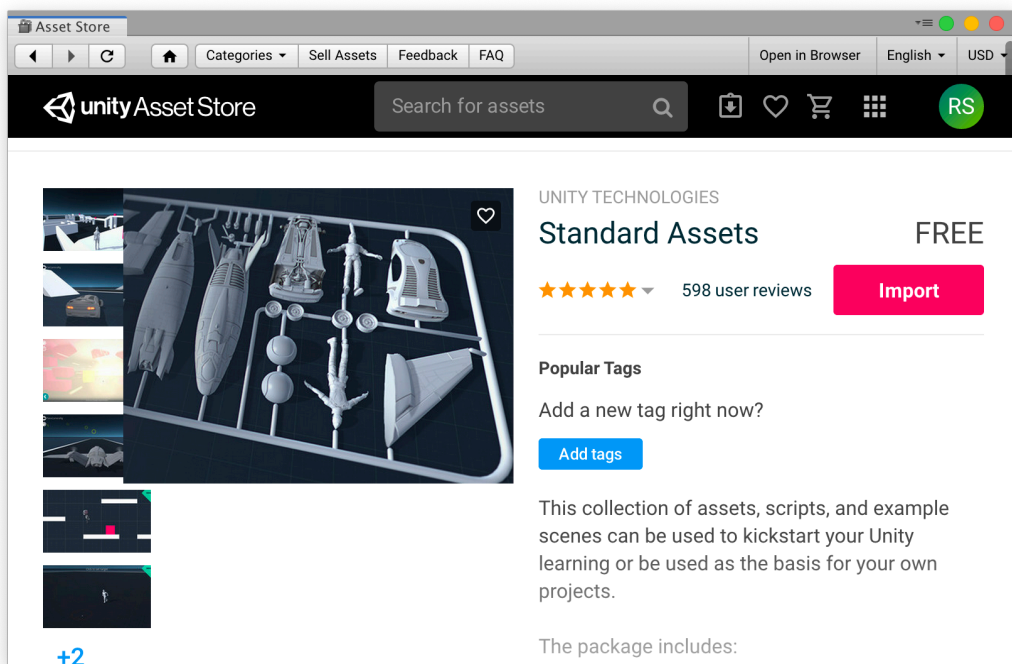 Asset Store
Categories
Sell Assets
Feedback
FAQ
Open in Browser
English
USD
unity Asset Store
Search for assets
RS
UNITY TECHNOLOGIES
Standard Assets
FREE
598 user reviews
Import
Popular Tags
Add a new tag right now?
Add tags
This collection of assets, scripts, and example
scenes can be used to kickstart your Unity
learning or be used as the basis for your own
projects.
The package includes:
+2